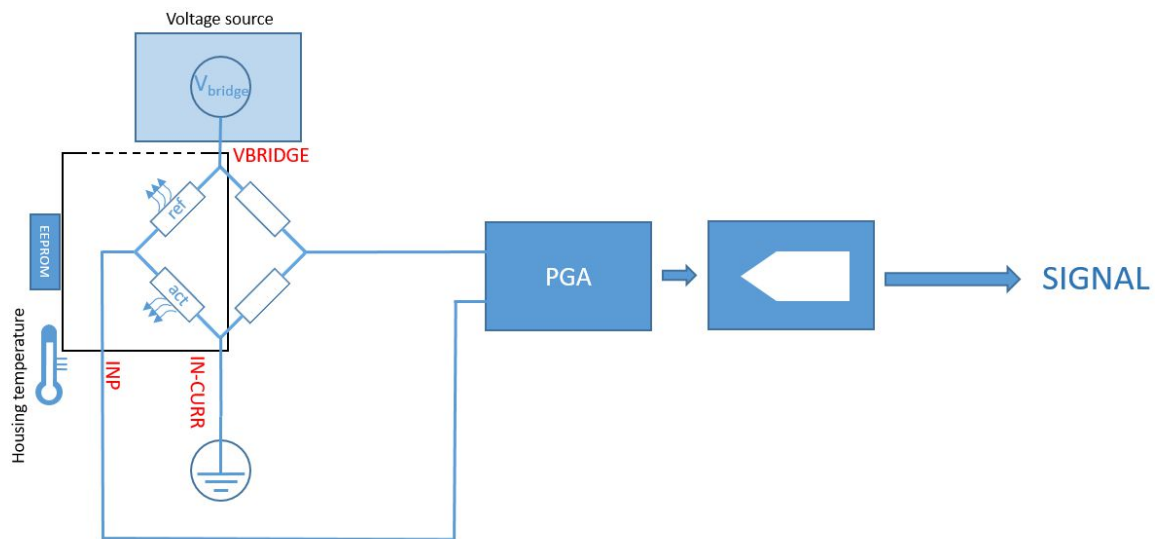 Voltage source
Vbridge
VBRIDGE
ref
EEPROM
act
PGA
SIGNAL
INP
IN-CURR
Housing temperature